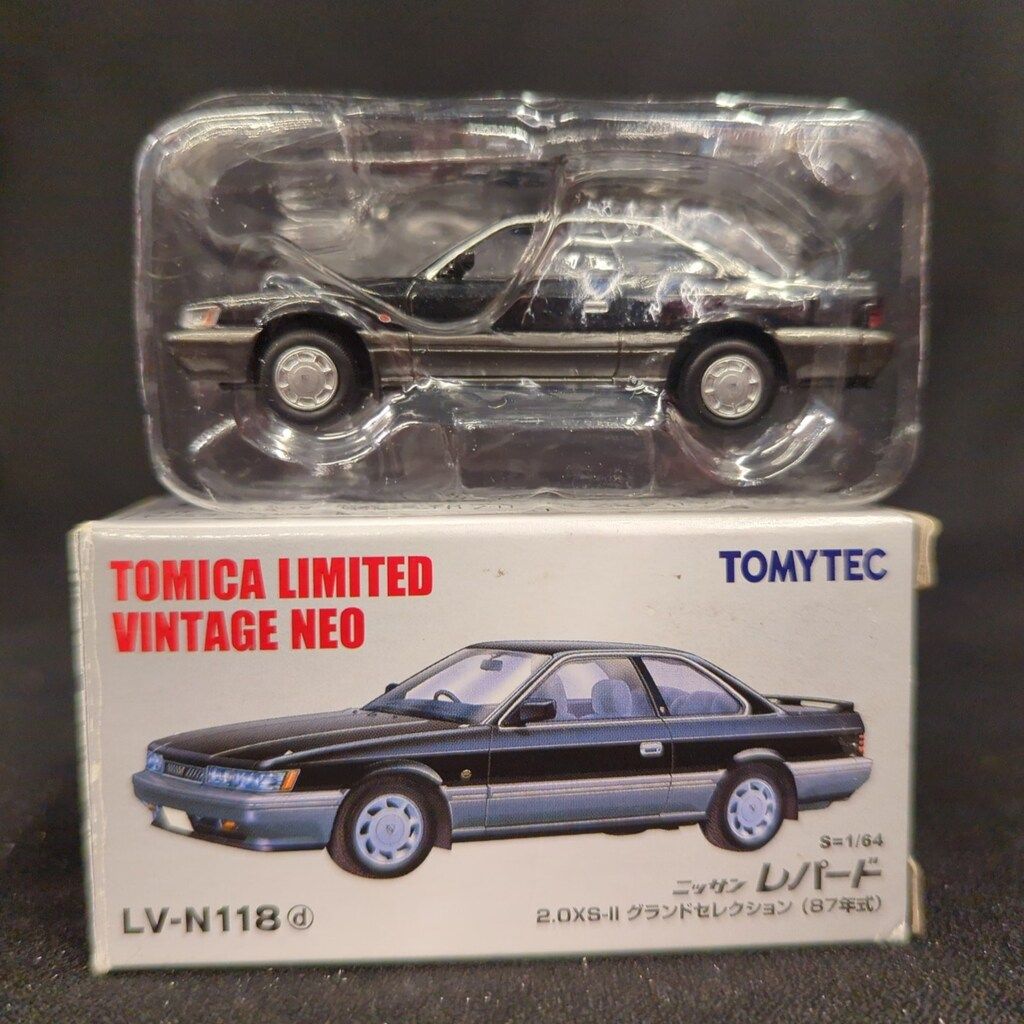 TOMICA LIMITED
VINTAGE NEO
TOMYTEC
S=1/64
ニッサン レパード
LV-N118 ⓓ
2.0XS-II グランドセレクション (87年式)